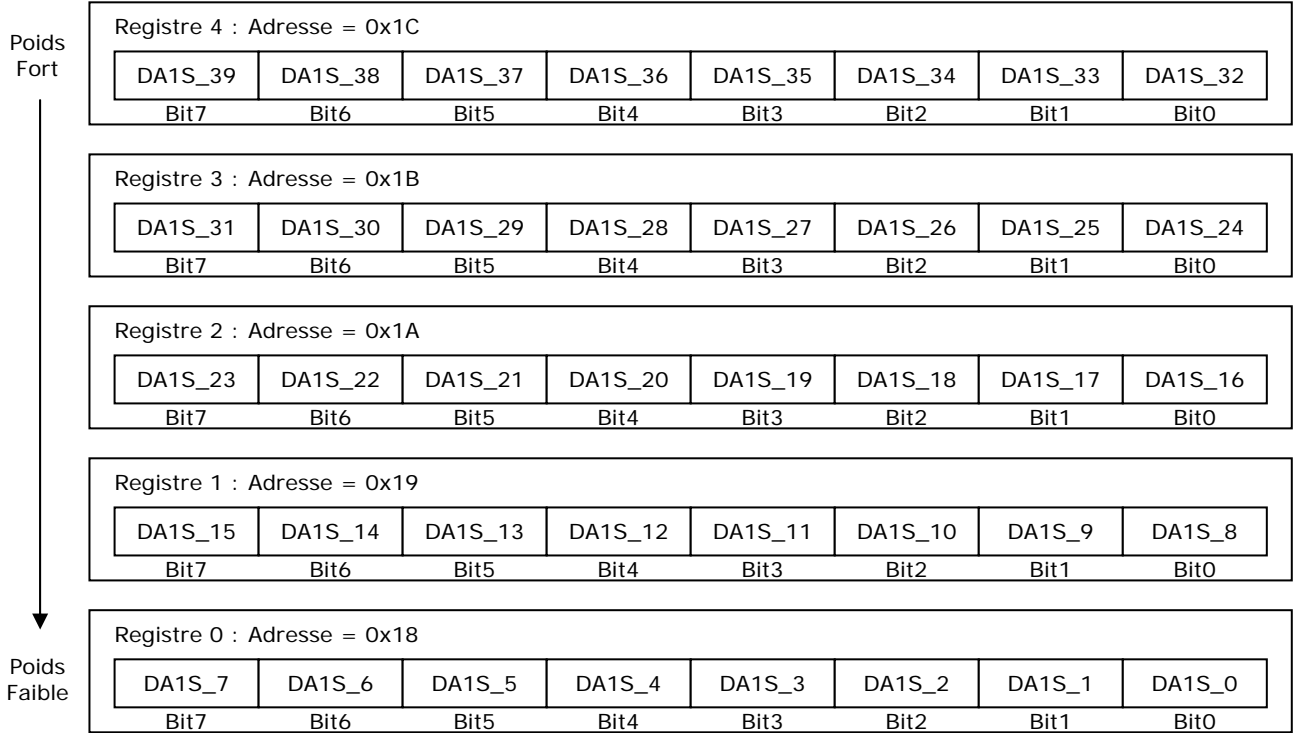 Poids
Fort
Registre 4 : Adresse = 0x1C
DA1S_39 DA1S_38 DA1S_37 DA1S_36 DA1S_35 DA1S_34 DA1S_33 DA1S_32
Bit7 Bit6 Bit5 Bit4 Bit3 Bit2 Bit1 Bit0
Registre 3 : Adresse = 0x1B
DA1S_31 DA1S_30 DA1S_29 DA1S_28 DA1S_27 DA1S_26 DA1S_25 DA1S_24
Bit7 Bit6 Bit5 Bit4 Bit3 Bit2 Bit1 Bit0
Registre 2 : Adresse = 0x1A
DA1S_23 DA1S_22 DA1S_21 DA1S_20 DA1S_19 DA1S_18 DA1S_17 DA1S_16
Bit7 Bit6 Bit5 Bit4 Bit3 Bit2 Bit1 Bit0
Registre 1 : Adresse = 0x19
DA1S_15 DA1S_14 DA1S_13 DA1S_12 DA1S_11 DA1S_10 DA1S_9 DA1S_8
Bit7 Bit6 Bit5 Bit4 Bit3 Bit2 Bit1 Bit0
Registre 0 : Adresse = 0x18
Poids
Faible
DA1S_7 DA1S_6 DA1S_5 DA1S_4 DA1S_3 DA1S_2 DA1S_1 DA1S_0
Bit7 Bit6 Bit5 Bit4 Bit3 Bit2 Bit1 Bit0